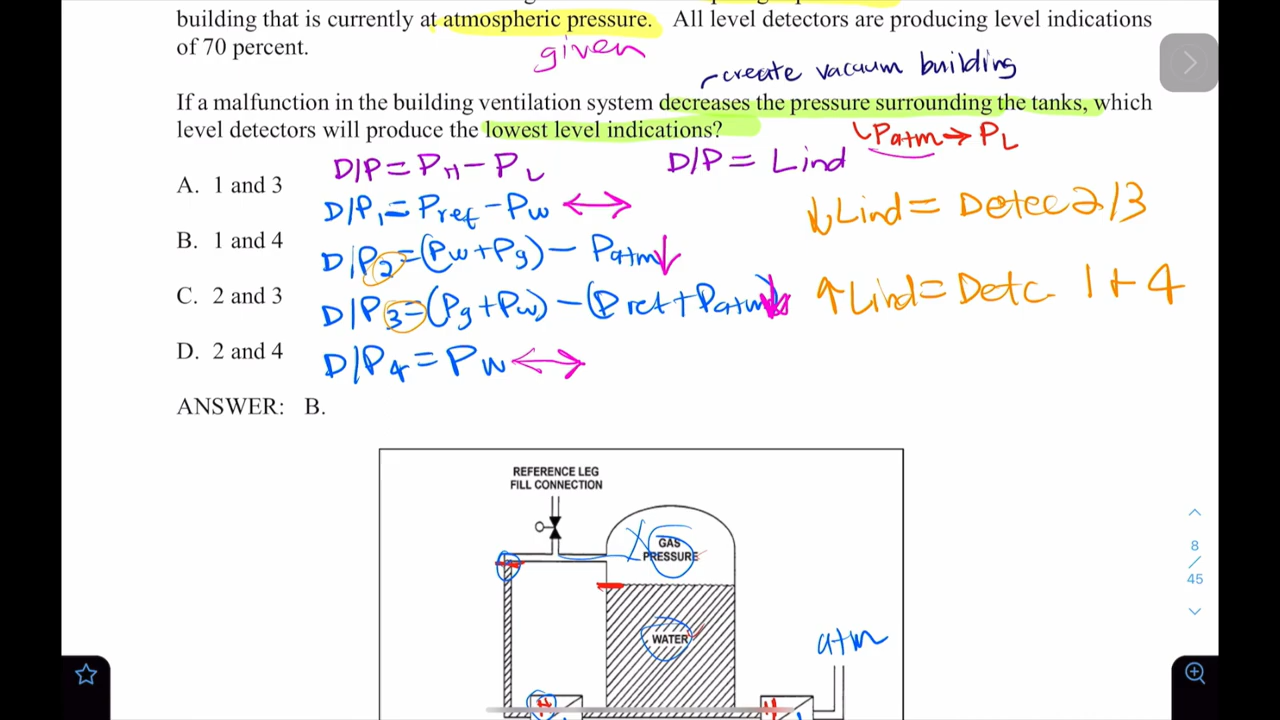 building that is currently at atmospheric pressure. All level detectors are producing level indications
of 70 percent.
given
create vacuum building
If a malfunction in the building ventilation system decreases the pressure surrounding the tanks, which
level detectors will produce the lowest level indications?
Patm → PL
D/P = PH - PL
D/P = Lind
A. 1 and 3
D/P1 = Pref - Pw ↔
↓Lind = Detec 2/3
B. 1 and 4
D/P2 = (Pw + Pg) - Patm↓
C. 2 and 3
D/P3 = (Pg + Pw) - (Pref + Patm)↓
↑Lind = Detc 1 + 4
D. 2 and 4
D/P4 = Pw ↔
ANSWER: B.
REFERENCE LEG
FILL CONNECTION
GAS
PRESSURE
WATER
atm
H
H
8
/
45